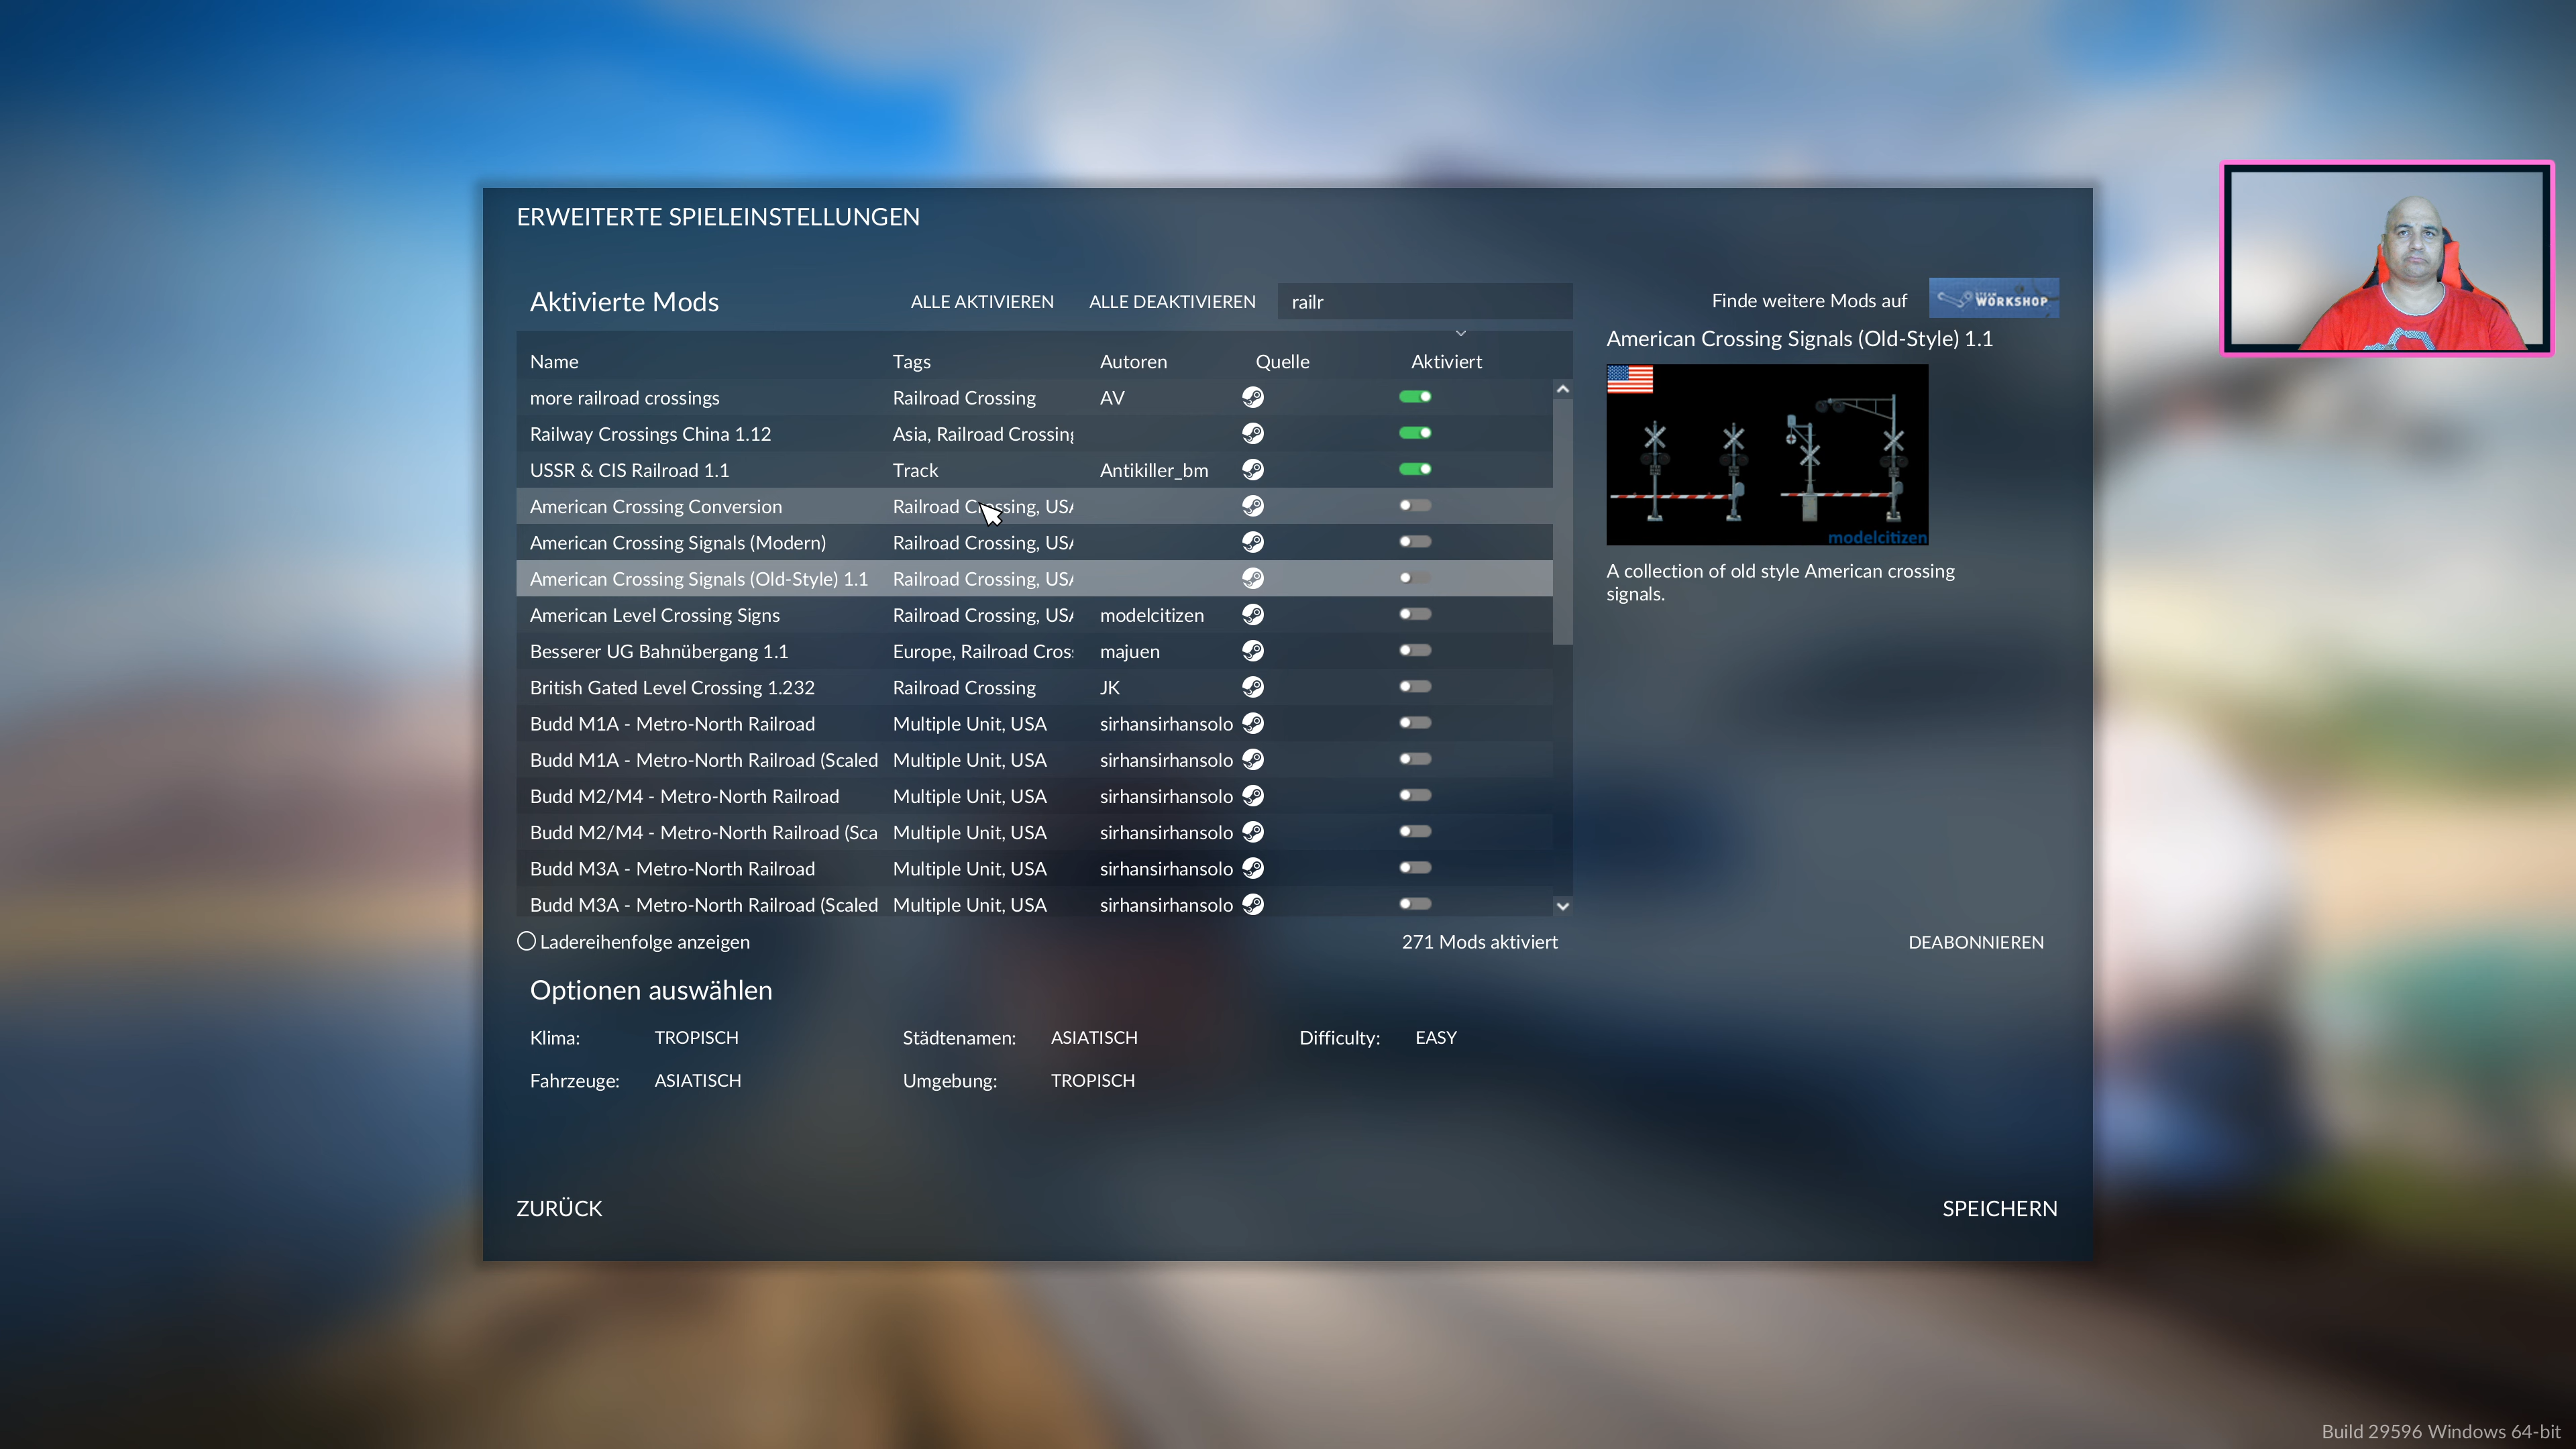 ERWEITERTE SPIELEINSTELLUNGEN
Aktivierte Mods
ALLE AKTIVIEREN
ALLE DEAKTIVIEREN
railr
Finde weitere Mods auf
STEAM WORKSHOP
American Crossing Signals (Old-Style) 1.1
Name Tags Autoren Quelle Aktiviert
more railroad crossings Railroad Crossing AV
Railway Crossings China 1.12 Asia, Railroad Crossing
USSR & CIS Railroad 1.1 Track Antikiller_bm
American Crossing Conversion Railroad Crossing, USA
American Crossing Signals (Modern) Railroad Crossing, USA
American Crossing Signals (Old-Style) 1.1 Railroad Crossing, USA
American Level Crossing Signs Railroad Crossing, USA modelcitizen
Besserer UG Bahnübergang 1.1 Europe, Railroad Cros majuen
British Gated Level Crossing 1.232 Railroad Crossing JK
Budd M1A - Metro-North Railroad Multiple Unit, USA sirhansirhansolo
Budd M1A - Metro-North Railroad (Scaled Multiple Unit, USA sirhansirhansolo
Budd M2/M4 - Metro-North Railroad Multiple Unit, USA sirhansirhansolo
Budd M2/M4 - Metro-North Railroad (Sca Multiple Unit, USA sirhansirhansolo
Budd M3A - Metro-North Railroad Multiple Unit, USA sirhansirhansolo
Budd M3A - Metro-North Railroad (Scaled Multiple Unit, USA sirhansirhansolo
modelcitizen
A collection of old style American crossing
signals.
Ladereihenfolge anzeigen
271 Mods aktiviert
DEABONNIEREN
Optionen auswählen
Klima: TROPISCH Städtenamen: ASIATISCH Difficulty: EASY
Fahrzeuge: ASIATISCH Umgebung: TROPISCH
ZURÜCK
SPEICHERN
Build 29596 Windows 64-bit